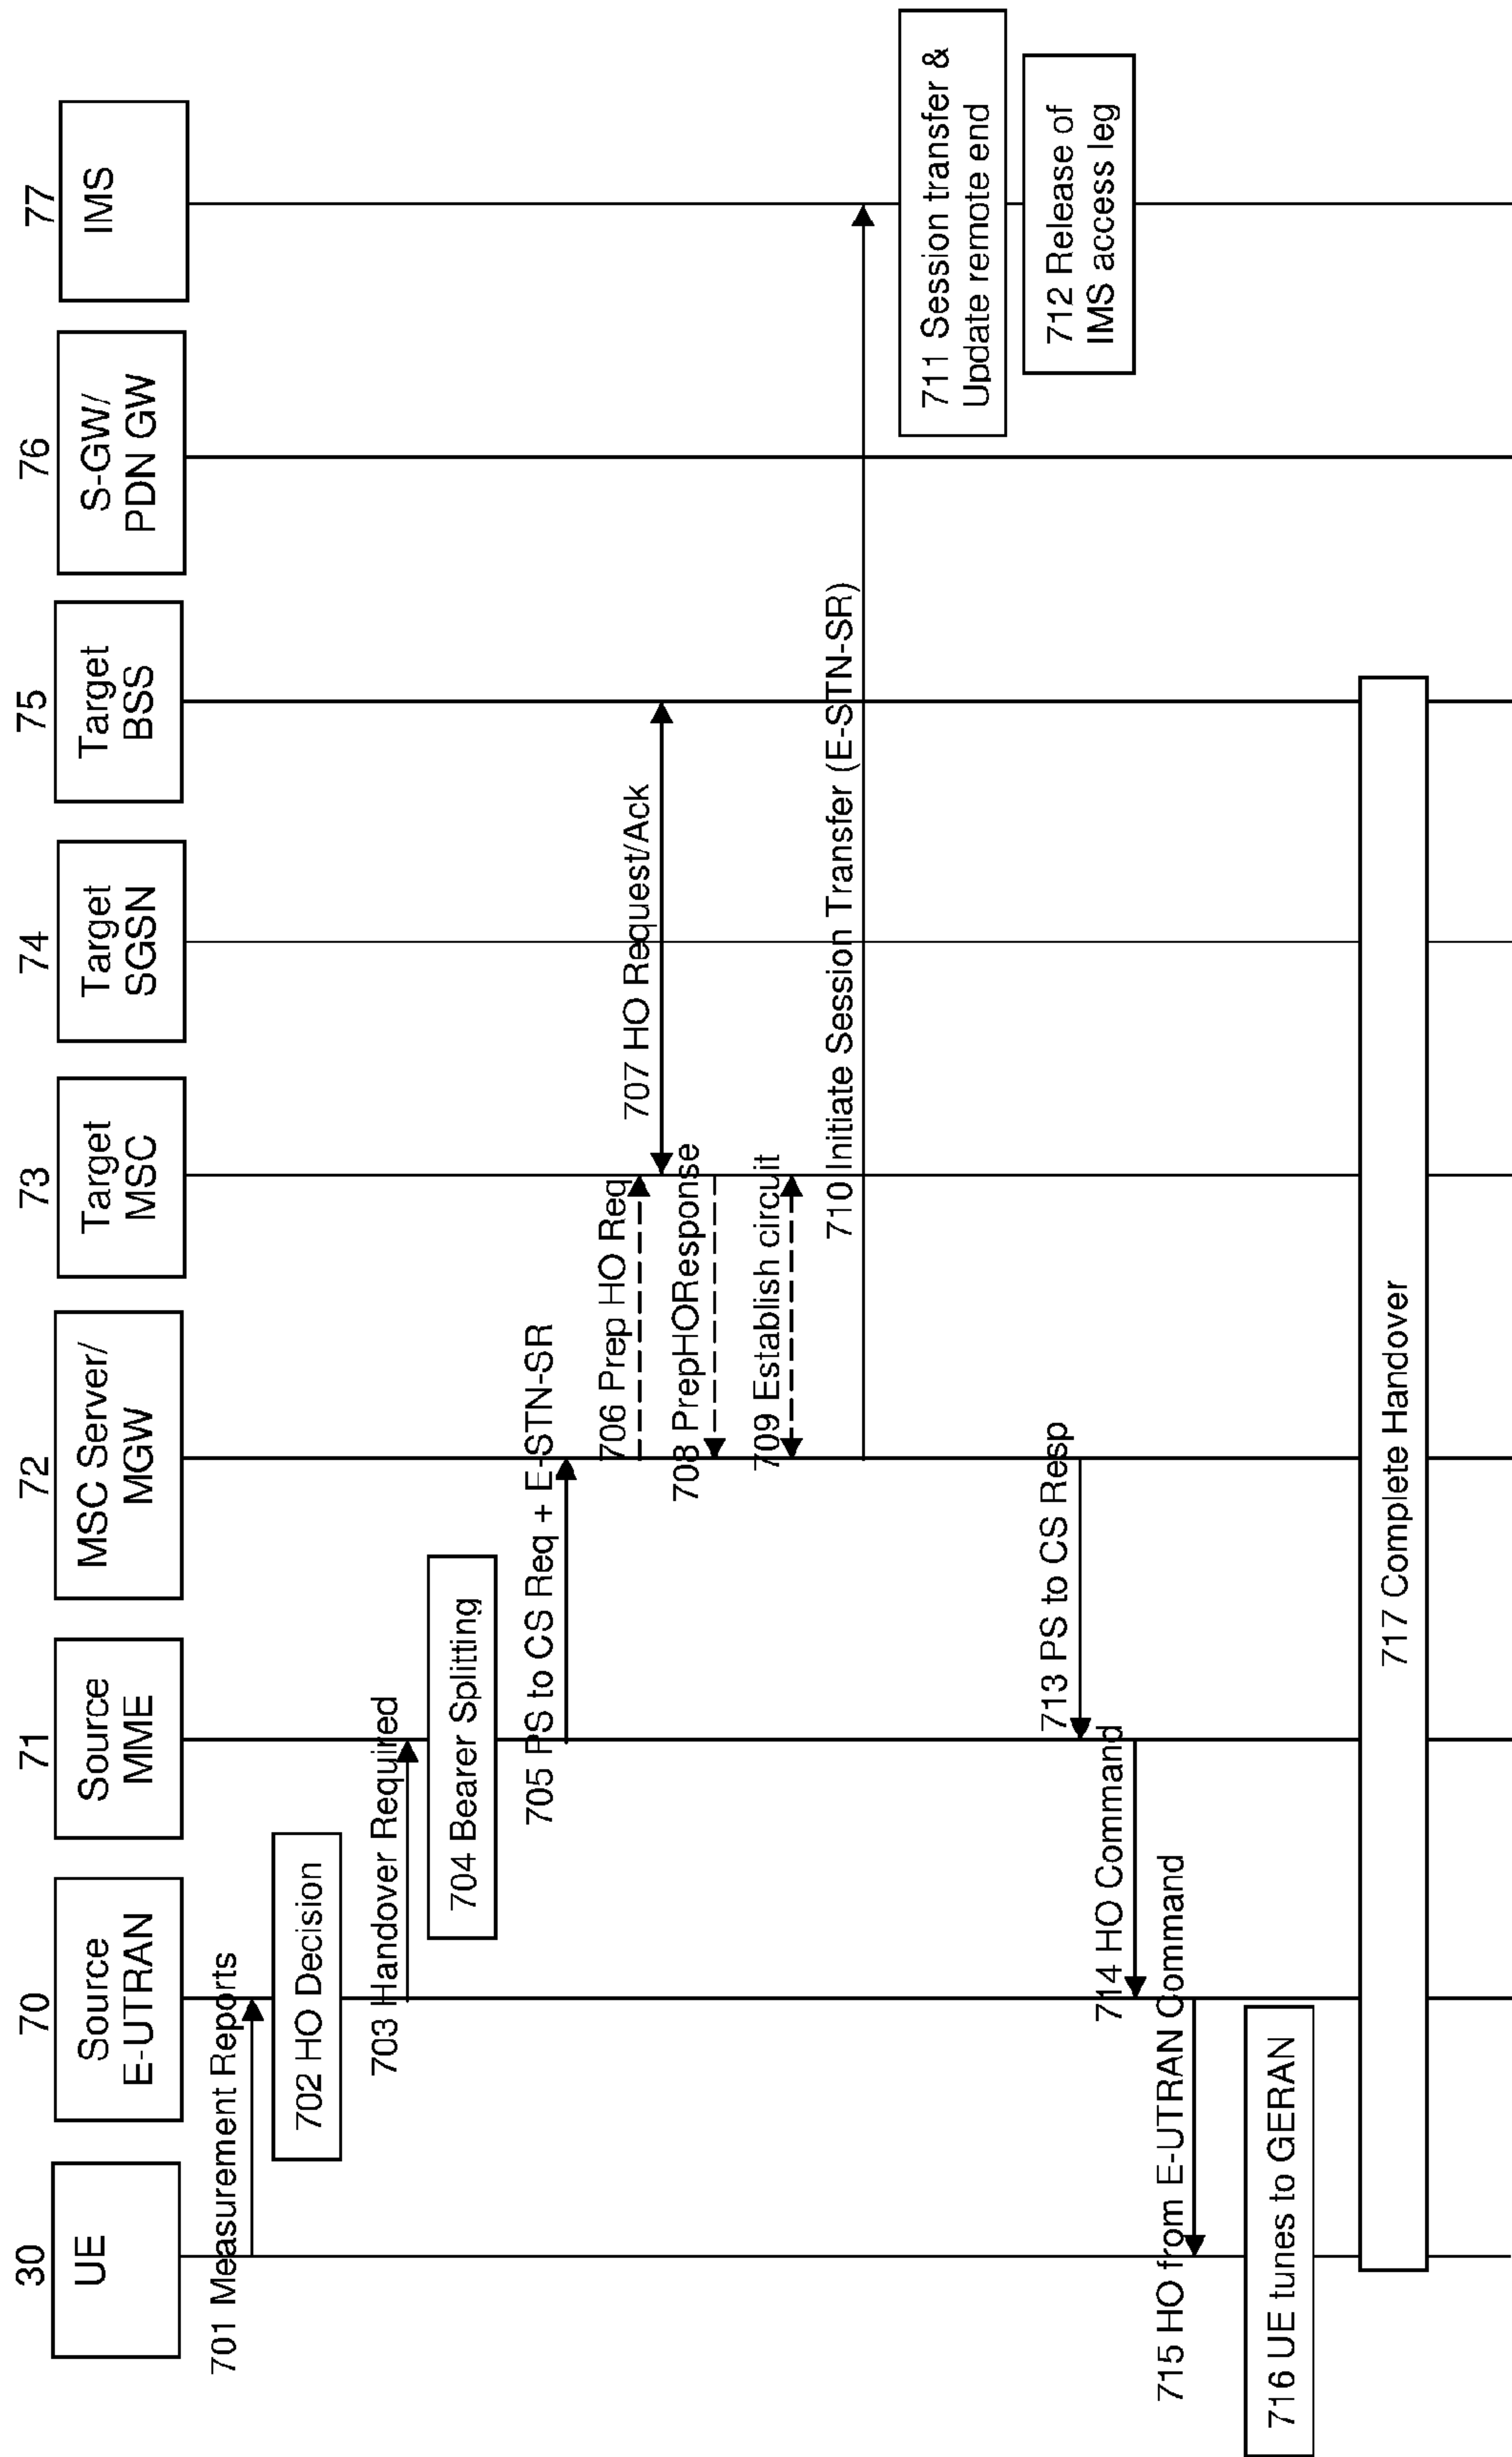 30
UE
70
Source
E-UTRAN
71
Source
MME
72
MSC Server/
MGW
73
Target
MSC
74
Target
SGSN
75
Target
BSS
76
S-GW/
PDN GW
77
IMS
701 Measurement Reports
702 HO Decision
703 Handover Required
704 Bearer Splitting
705 PS to CS Req + E-STN-SR
706 Prep HO Req
707 HO Request/Ack
708 PrepHOResponse
709 Establish circuit
710 Initiate Session Transfer (E-STN-SR)
711 Session transfer &
Update remote end
712 Release of
IMS access leg
713 PS to CS Resp
714 HO Command
715 HO from E-UTRAN Command
716 UE tunes to GERAN
717 Complete Handover